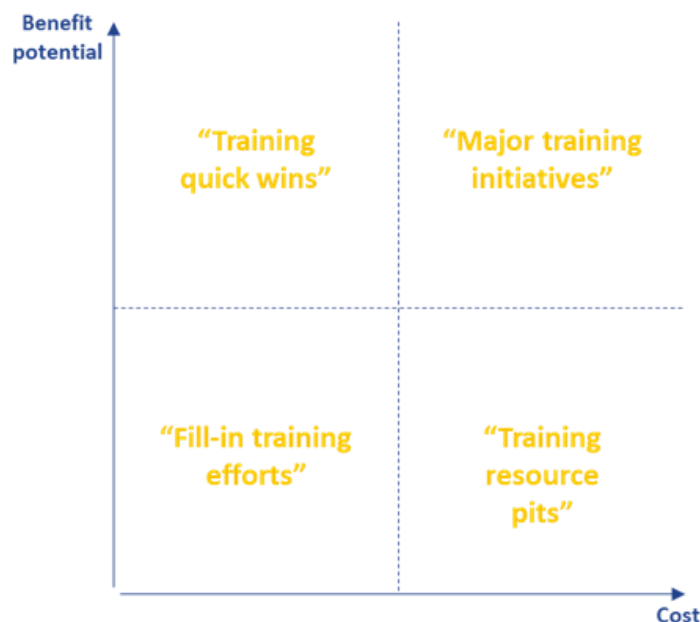 Benefit
potential
“Training
quick wins”
“Major training
initiatives”
“Fill-in training
efforts”
“Training
resource
pits”
Cost